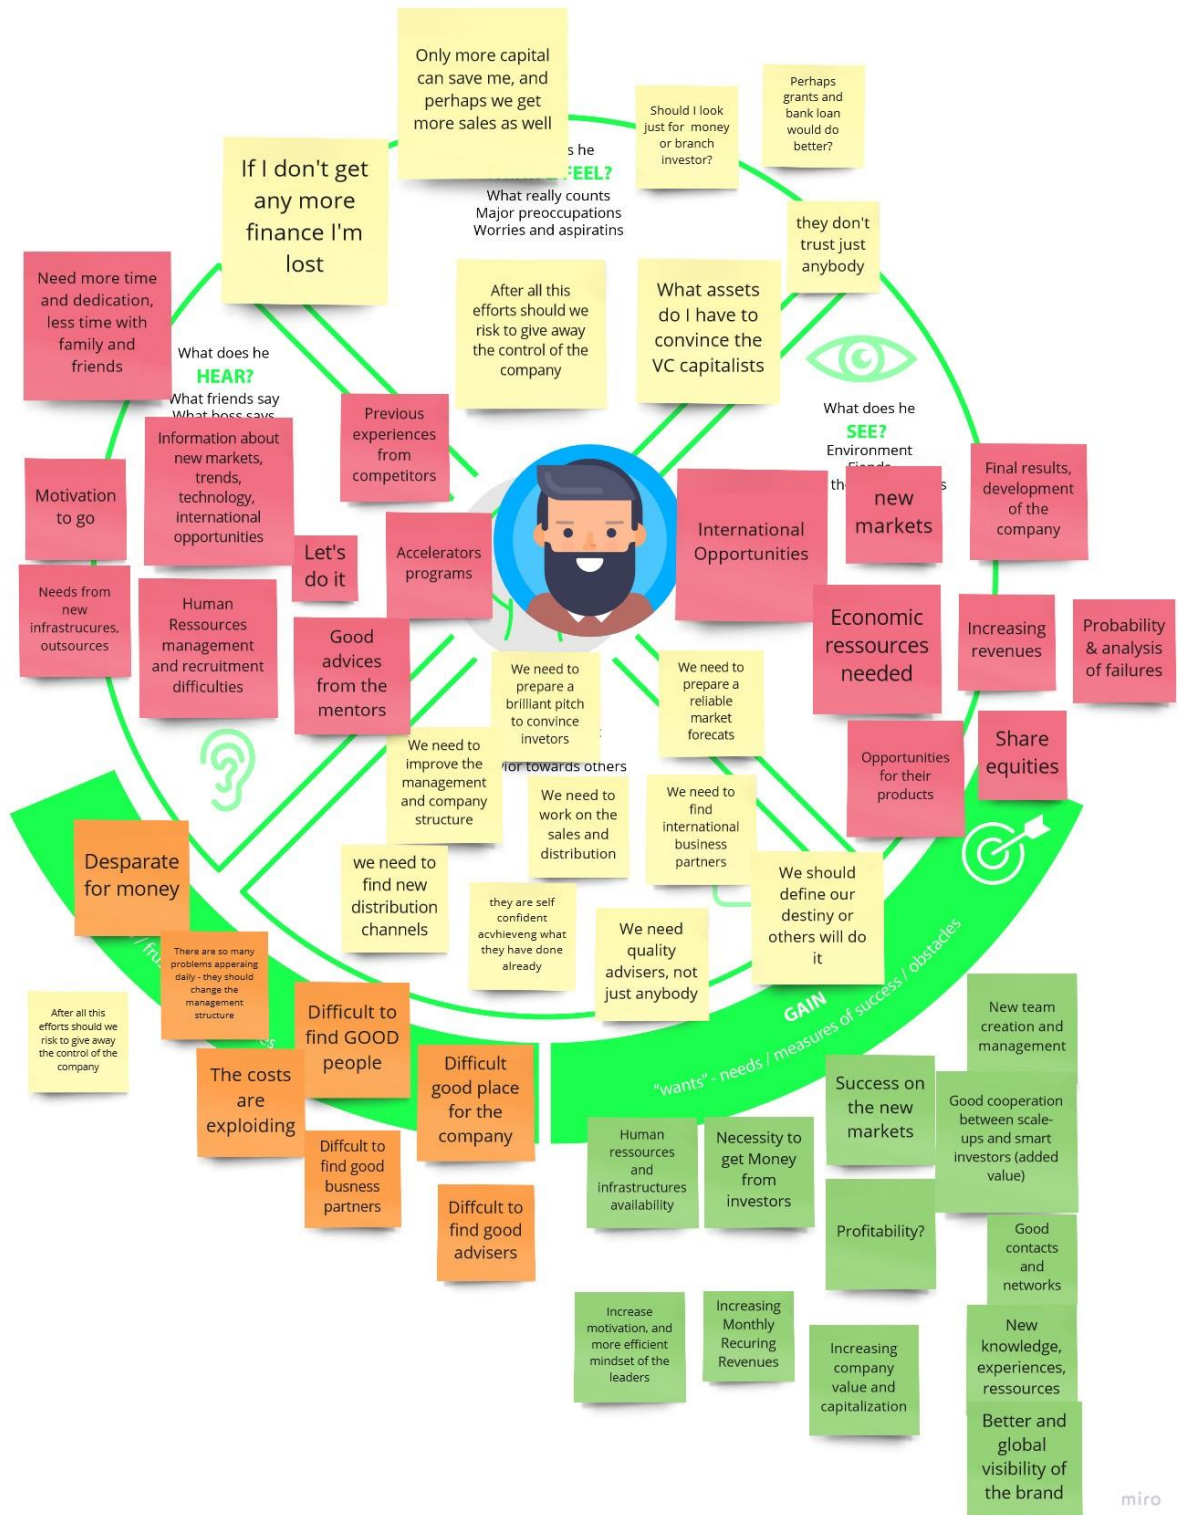 Only more capital
can save me, and
perhaps we get
more sales as well
Should I look
just for money
or branch
investor?
Perhaps
grants and
bank loan
would do
better?
s he
FEEL?
What really counts
Major preoccupations
Worries and aspiratins
If I don't get
any more
finance I'm
lost
they don't
trust just
anybody
After all this
efforts should we
risk to give away
the control of the
company
What assets
do I have to
convince the
VC capitalists
Need more time
and dedication,
less time with
family and
friends
What does he
HEAR?
What friends say
What boss says
Information about
new markets,
trends,
technology,
international
opportunities
Previous
experiences
from
competitors
Motivation
to go
Let's
do it
Accelerators
programs
Needs from
new
infrastrucures,
outsources
Human
Ressources
management
and recruitment
difficulties
Good
advices
from the
mentors
What does he
SEE?
Environment
th
s
International
Opportunities
new
markets
Final results,
development
of the
company
Economic
ressources
needed
Increasing
revenues
Probability
& analysis
of failures
Opportunities
for their
products
Share
equities
We need to
prepare a
brilliant pitch
to convince
invetors
We need to
prepare a
reliable
market
forecats
ior towards others
We need to
improve the
management
and company
structure
We need to
work on the
sales and
distribution
We need to
find
international
business
partners
we need to
find new
distribution
channels
they are self
confident
acvhieveng what
they have done
already
We need
quality
advisers, not
just anybody
We should
define our
destiny or
others will do
it
Desparate
for money
/ fru
es
There are so many
problems apperaing
daily - they should
change the
management
structure
After all this
efforts should we
risk to give away
the control of the
company
The costs
are
exploiding
Difficult to
find GOOD
people
Difficult
good place
for the
company
Diffcult to
find good
busness
partners
Diffcult to
find good
advisers
GAIN
"wants" - needs / measures of success / obstacles
New team
creation and
management
Success on
the new
markets
Good cooperation
between scale-
ups and smart
investors (added
value)
Human
ressources
and
infrastructures
availability
Necessity to
get Money
from
investors
Profitability?
Good
contacts
and
networks
Increase
motivation, and
more efficient
mindset of the
leaders
Increasing
Monthly
Recuring
Revenues
Increasing
company
value and
capitalization
New
knowledge,
experiences,
ressources
Better and
global
visibility of
the brand
miro